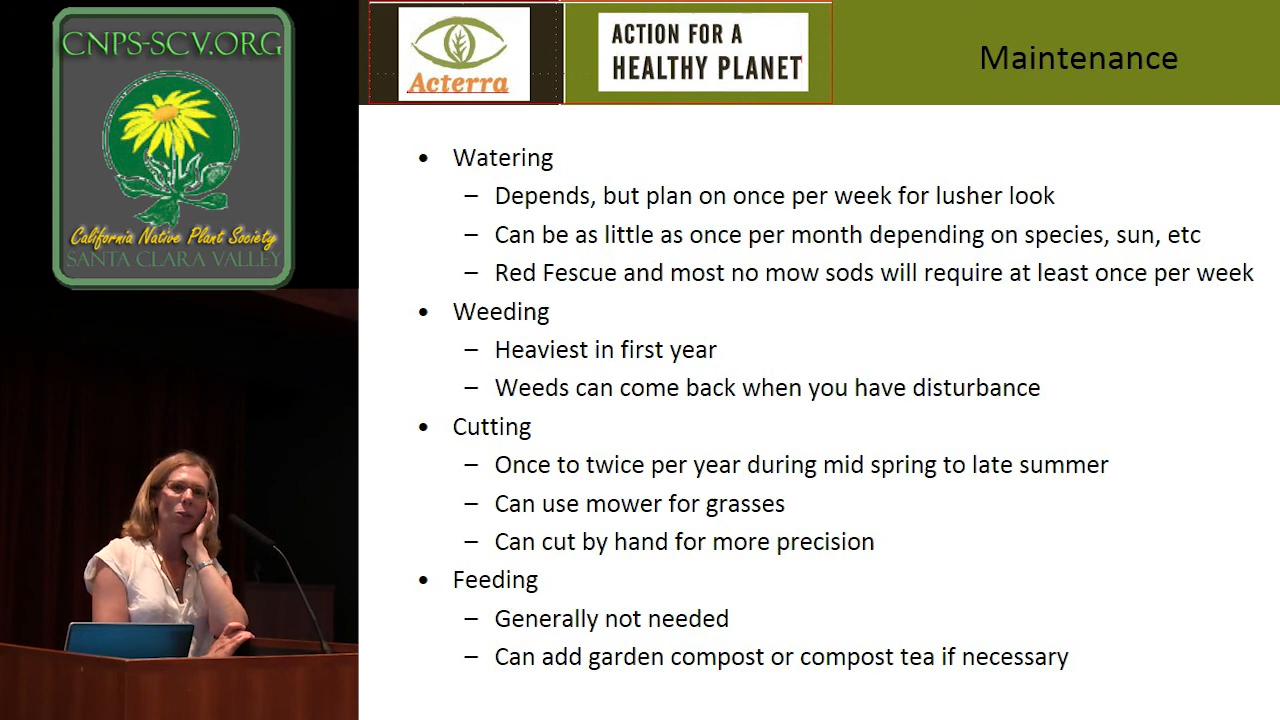 CNPS-SCV.ORG
California Native Plant Society
SANTA CLARA VALLEY
Acterra
ACTION FOR A
HEALTHY PLANET
Maintenance
• Watering
– Depends, but plan on once per week for lusher look
– Can be as little as once per month depending on species, sun, etc
– Red Fescue and most no mow sods will require at least once per week
• Weeding
– Heaviest in first year
– Weeds can come back when you have disturbance
• Cutting
– Once to twice per year during mid spring to late summer
– Can use mower for grasses
– Can cut by hand for more precision
• Feeding
– Generally not needed
– Can add garden compost or compost tea if necessary